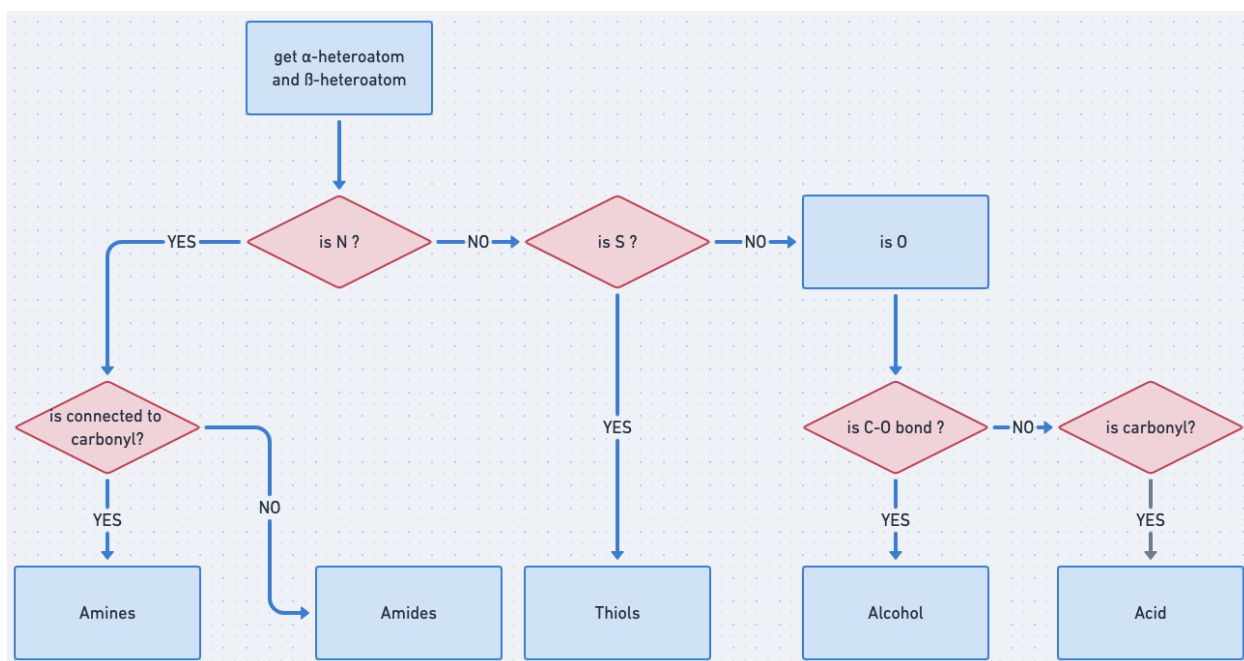 get α-heteroatom
and ß-heteroatom
YES
is N ?
NO
is S ?
NO
is O
is connected to
carbonyl?
YES
is C-O bond ?
NO
is carbonyl?
YES
NO
YES
YES
Amines
Amides
Thiols
Alcohol
Acid